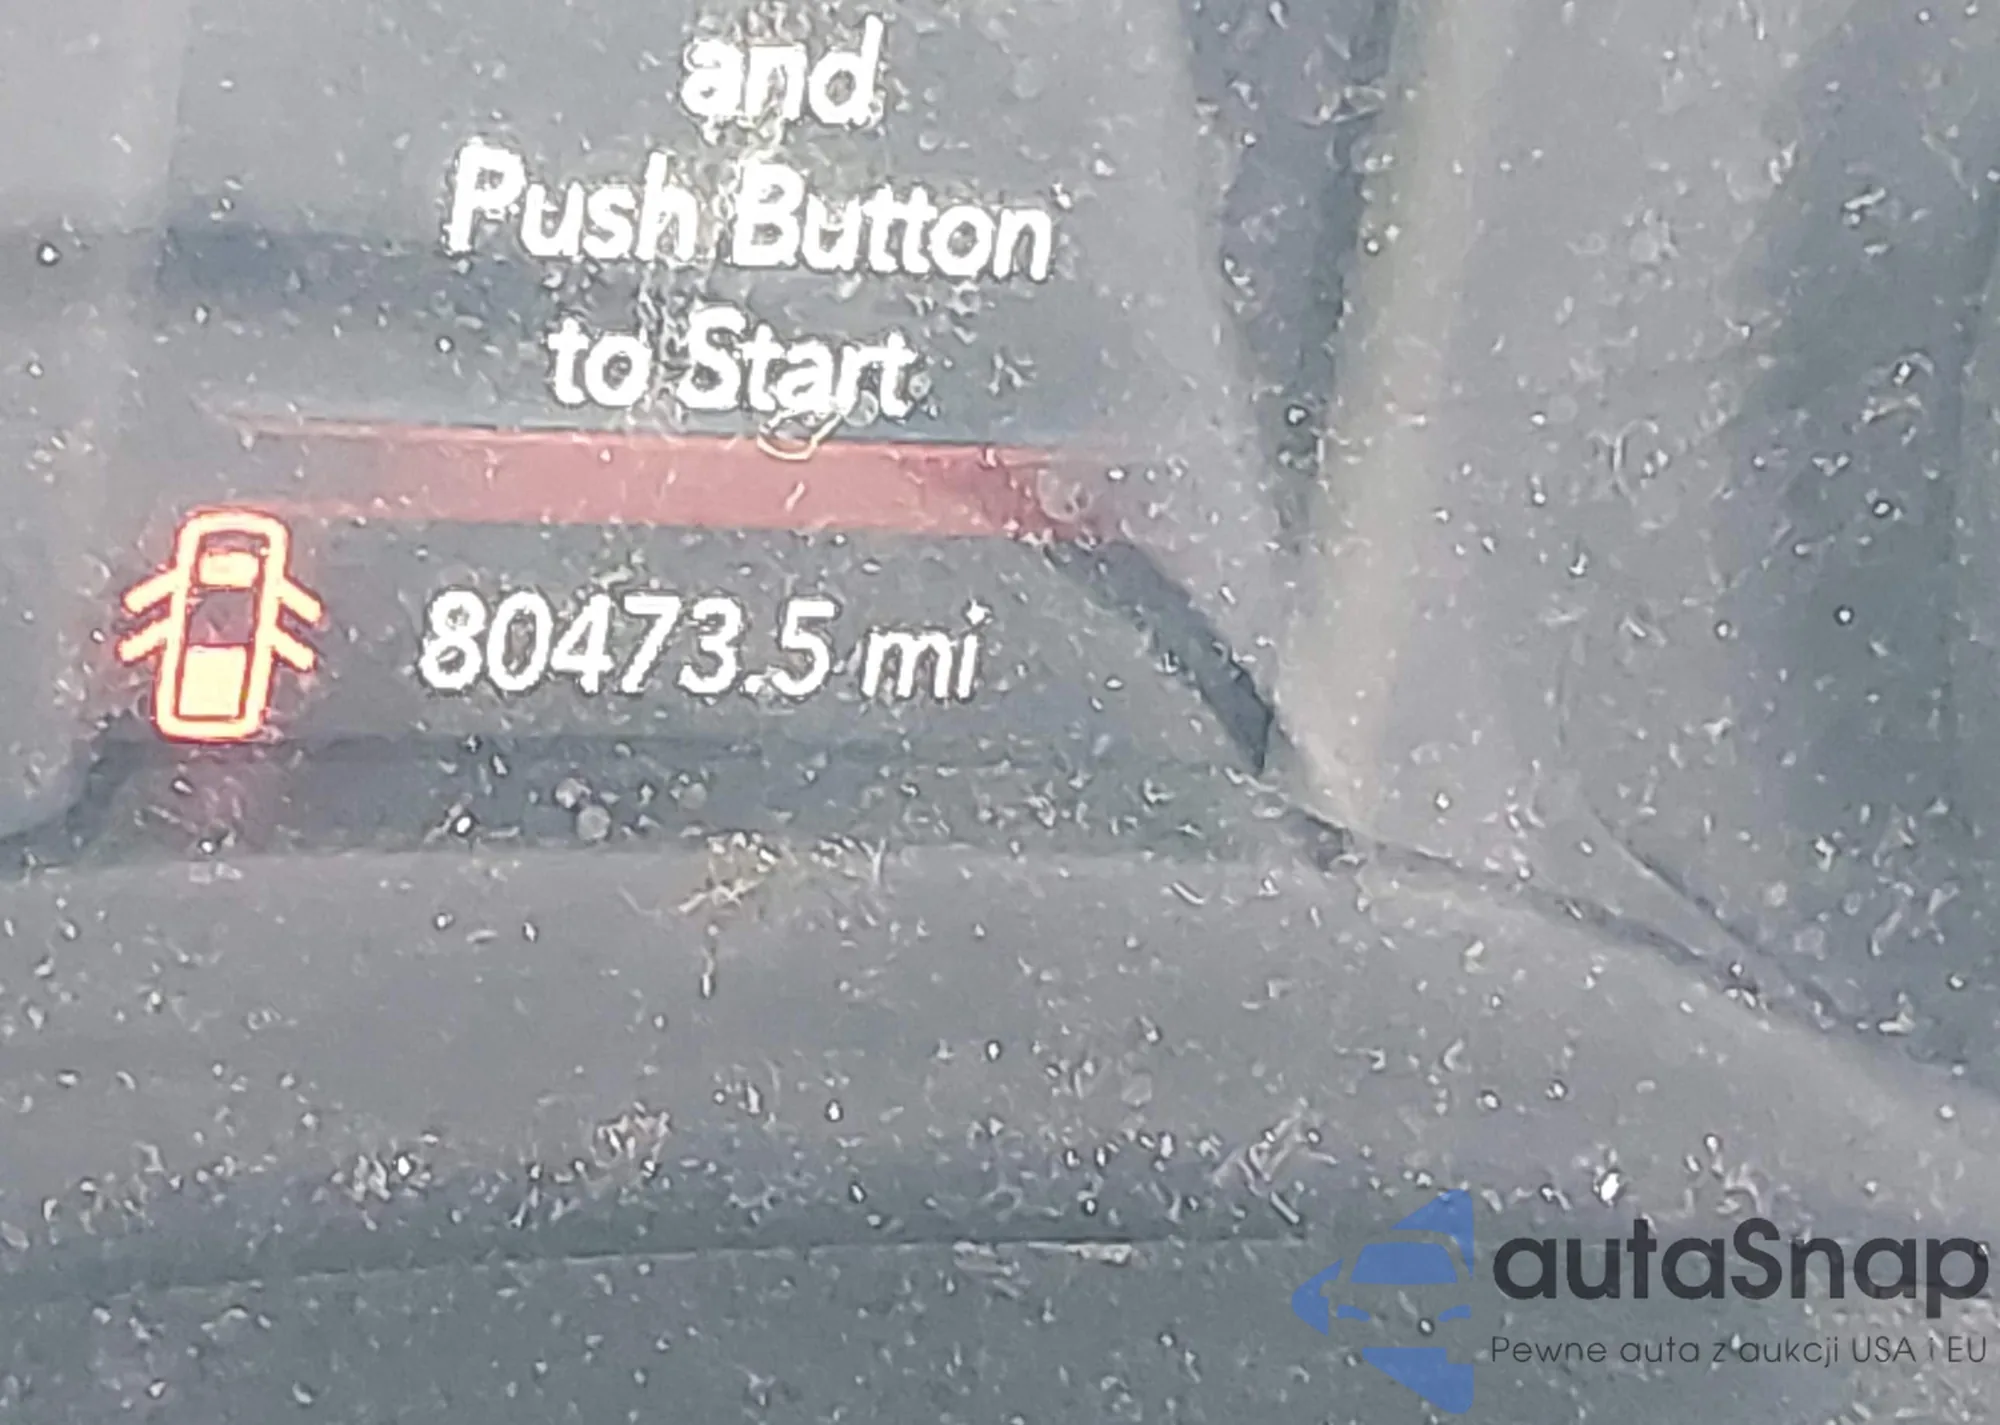 and
Push Button
to Start
80473.5 mi
autaSnap
Pewne auta z aukcji USA i EU